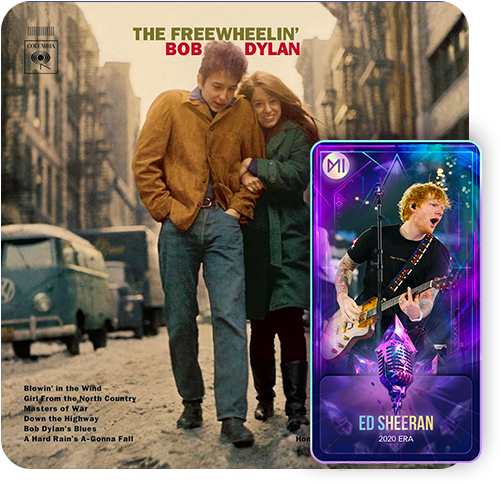 COLUMBIA
THE FREEWHEELIN'
BOB DYLAN
MI
Blowin' in the Wind
Girl From the North Country
Masters of War
Down the Highway
Bob Dylan's Blues
A Hard Rain's A-Gonna Fall
ED SHEERAN
2020 ERA